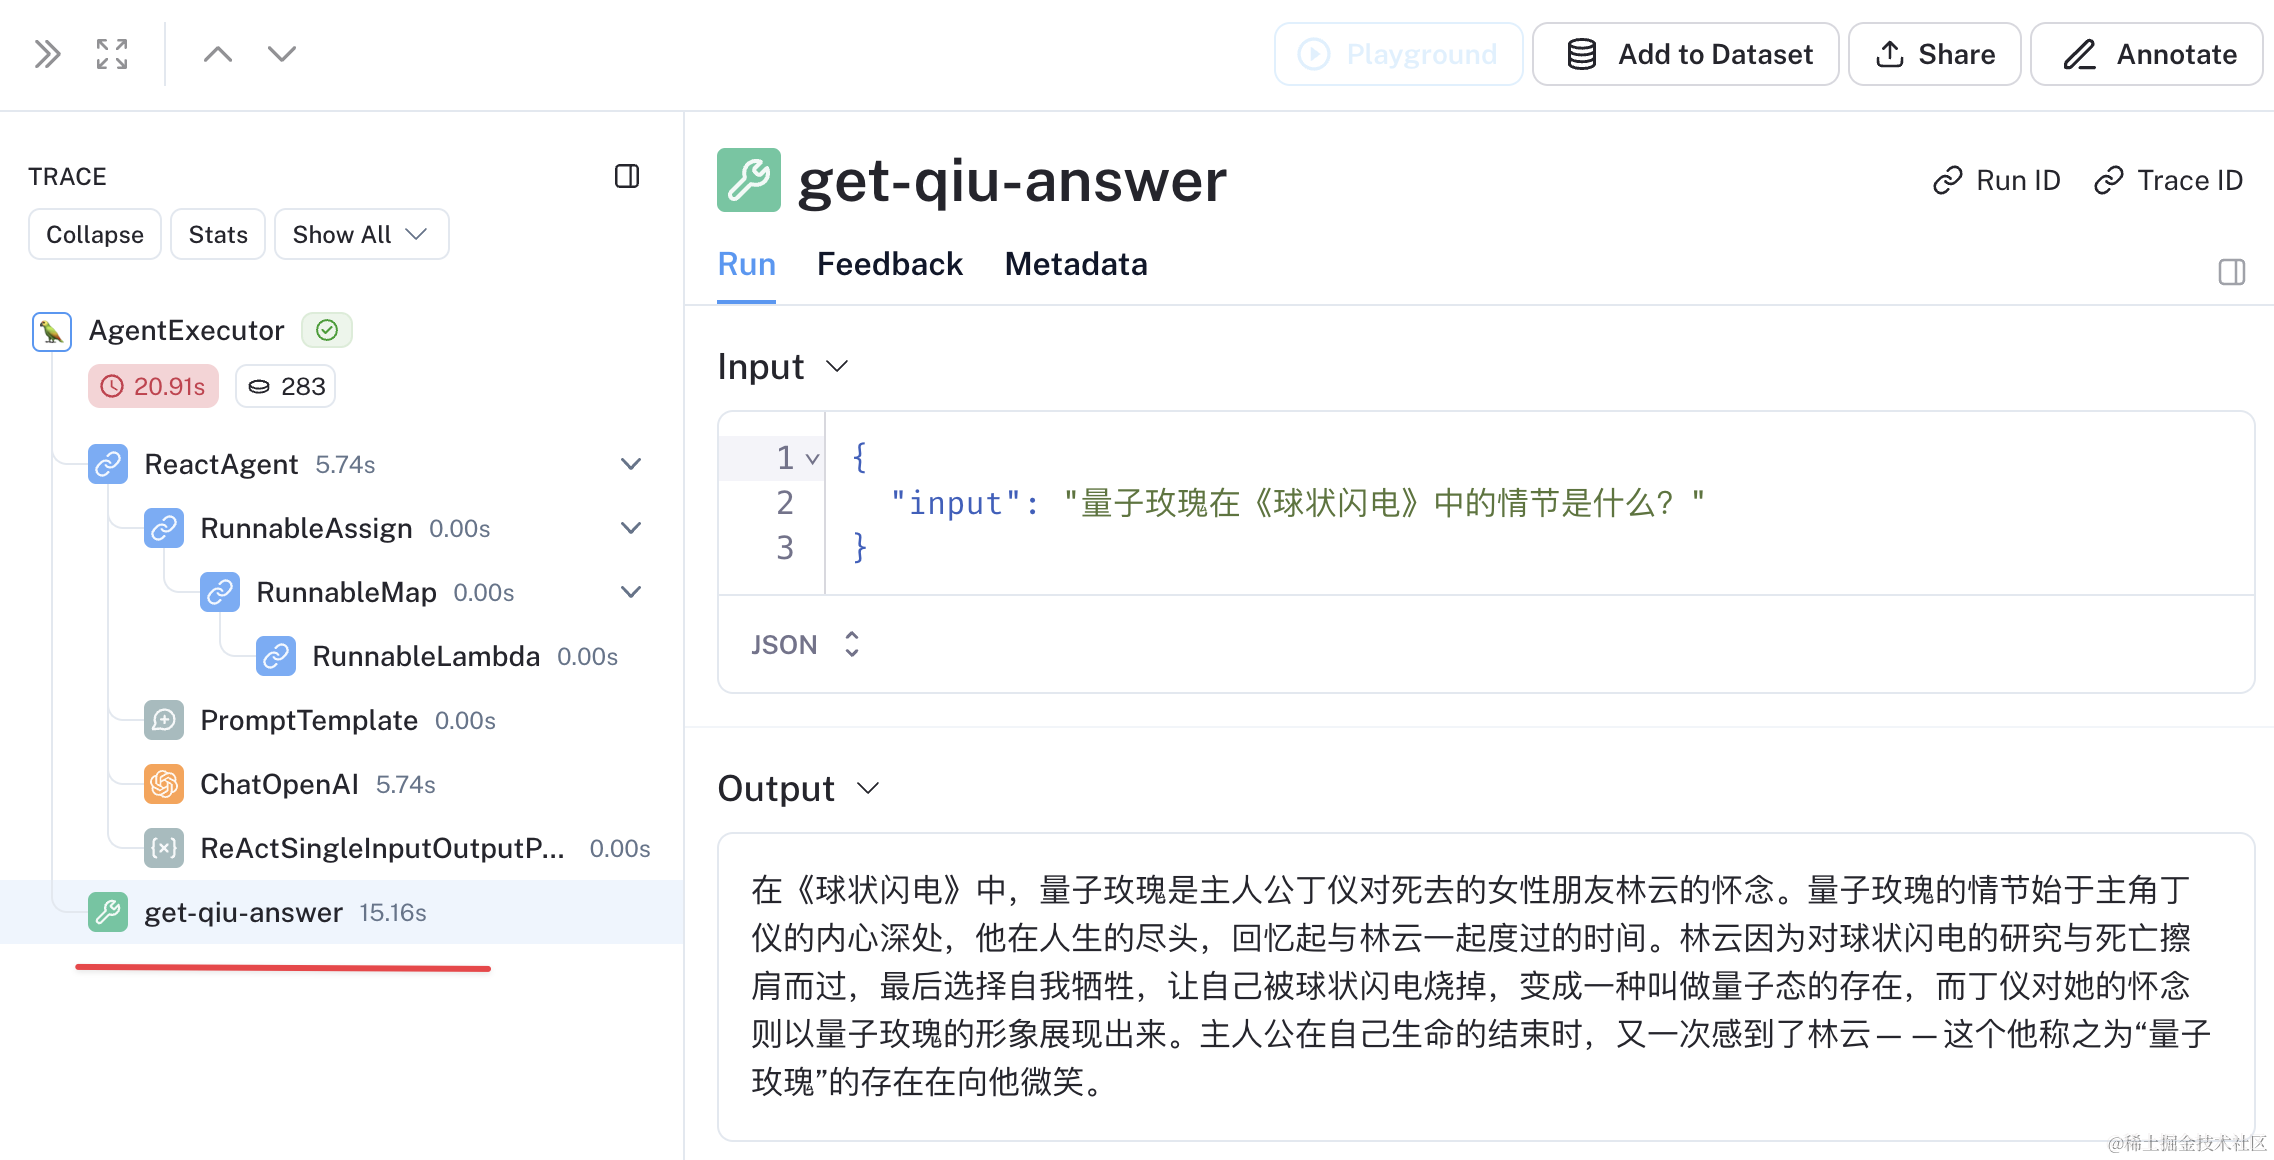 Playground
Add to Dataset
Share
Annotate
TRACE
Collapse
Stats
Show All
AgentExecutor
20.91s
283
ReactAgent 5.74s
RunnableAssign 0.00s
RunnableMap 0.00s
RunnableLambda 0.00s
PromptTemplate 0.00s
ChatOpenAI 5.74s
ReActSingleInputOutputP... 0.00s
get-qiu-answer 15.16s
get-qiu-answer
Run ID
Trace ID
Run
Feedback
Metadata
Input
1 {
2 "input": "量子玫瑰在《球状闪电》中的情节是什么？"
3 }
JSON
Output
在《球状闪电》中，量子玫瑰是主人公丁仪对死去的女性朋友林云的怀念。量子玫瑰的情节始于主角丁
仪的内心深处，他在人生的尽头，回忆起与林云一起度过的时间。林云因为对球状闪电的研究与死亡擦
肩而过，最后选择自我牺牲，让自己被球状闪电烧掉，变成一种叫做量子态的存在，而丁仪对她的怀念
则以量子玫瑰的形象展现出来。主人公在自己生命的结束时，又一次感到了林云——这个他称之为“量子
玫瑰”的存在在向他微笑。
@稀土掘金技术社区